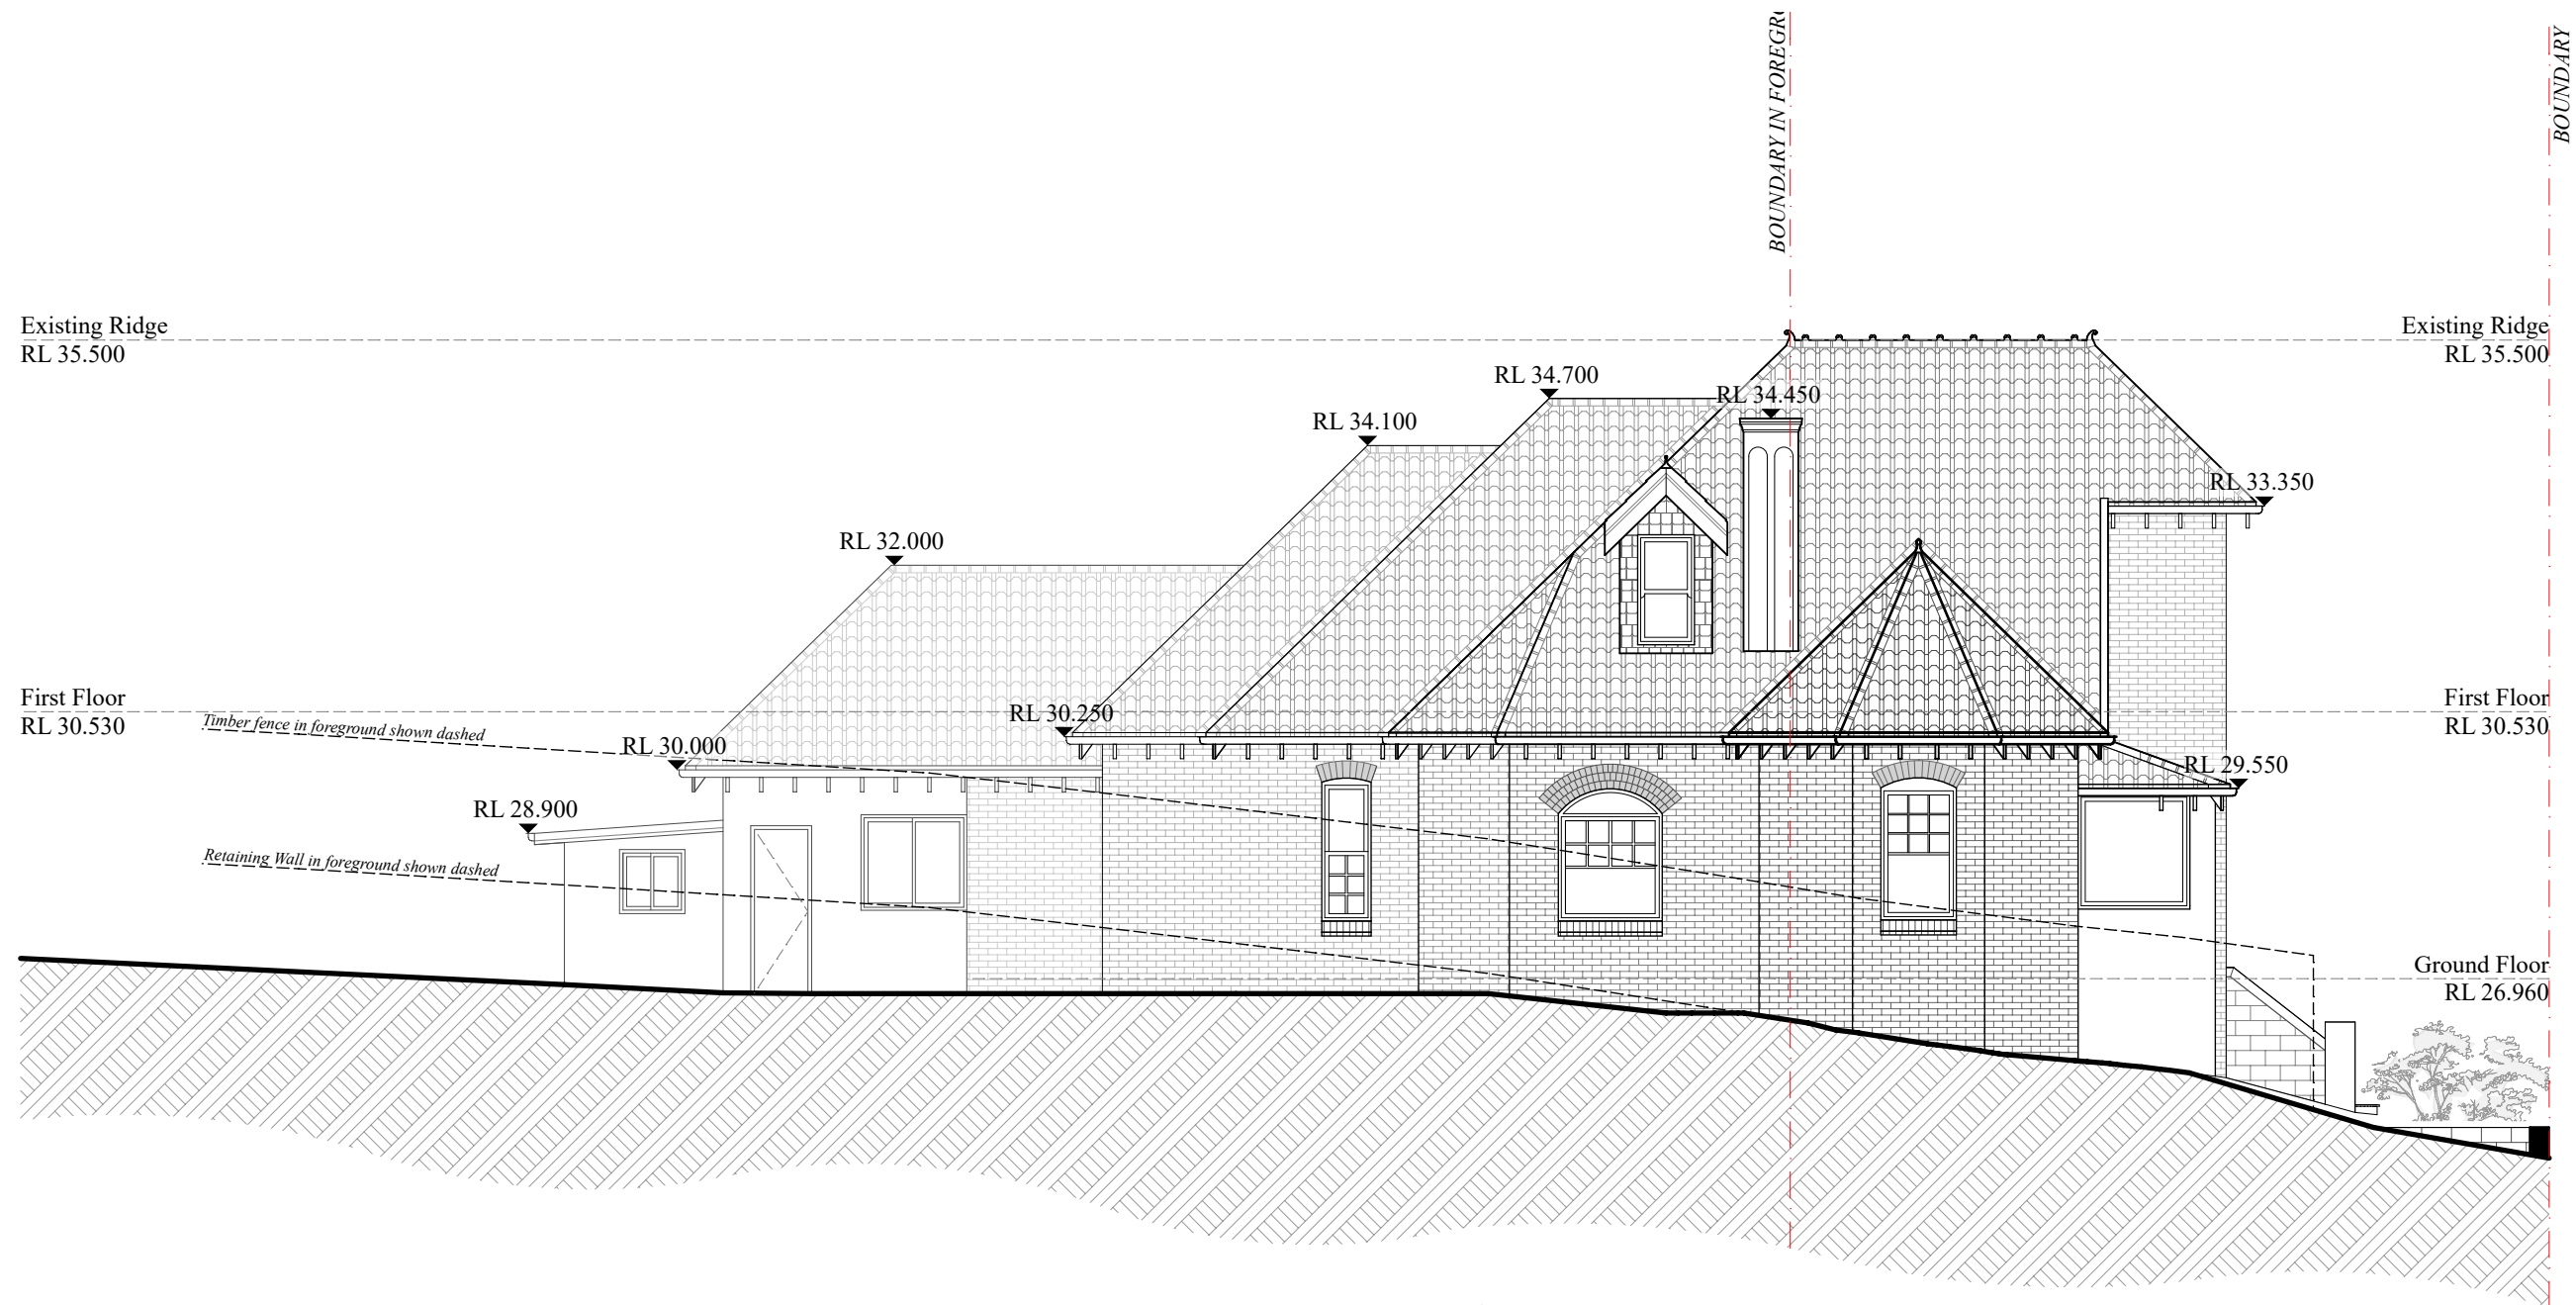 BOUNDARY IN FOREGR
BOUNDARY
Existing Ridge
RL 35.500
Existing Ridge
RL 35.500
RL 34.700
RL 34.450
RL 34.100
RL 33.350
RL 32.000
First Floor
RL 30.530
Timber fence in foreground shown dashed
RL 30.000
RL 30.250
First Floor
RL 30.530
RL 29.550
RL 28.900
Retaining Wall in foreground shown dashed
Ground Floor
RL 26.960